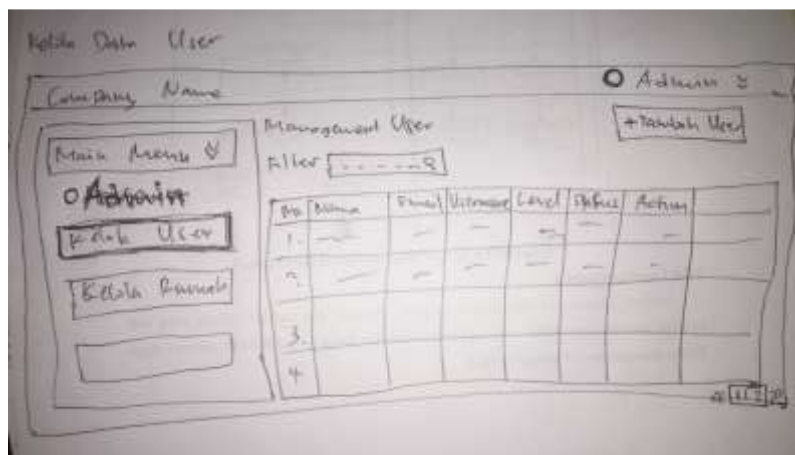 Kelola Data User
Company Name
Admin
Main Menu
Management User
+Tambah User
Filter
Admin
No Nama Email Username Level Status Action
Kelola User
1.
2.
Kelola Rumah
3.
4